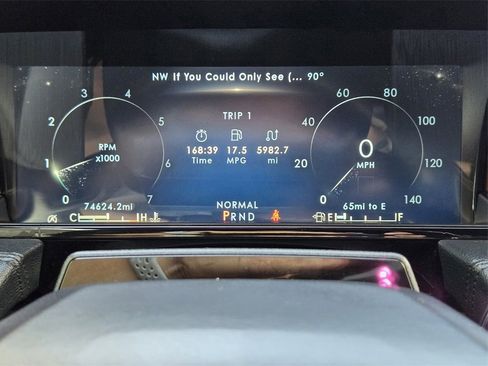 NW If You Could Only See (... 90°
3 4
2 5
1 6
0 7
RPM
x1000
TRIP 1
168:39 17.5 5982.7
Time MPG mi
60 80
40 100
20 120
0 140
0
MPH
NORMAL
74624.2mi
65mi to E
C H
PRND
E F